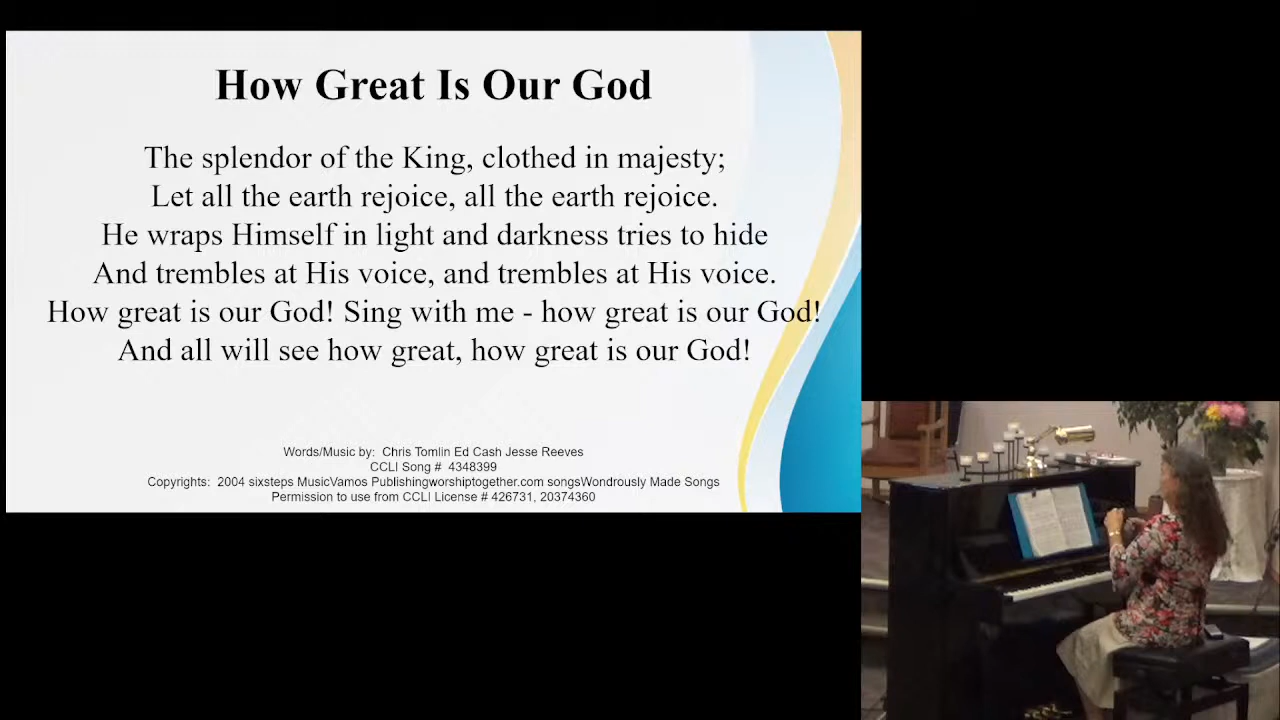 How Great Is Our God
The splendor of the King, clothed in majesty;
Let all the earth rejoice, all the earth rejoice.
He wraps Himself in light and darkness tries to hide
And trembles at His voice, and trembles at His voice.
How great is our God! Sing with me - how great is our God!
And all will see how great, how great is our God!
Words/Music by: Chris Tomlin Ed Cash Jesse Reeves
CCLI Song # 4348399
Copyrights: 2004 sixsteps MusicVamos Publishingworshiptogether.com songsWondrously Made Songs
Permission to use from CCLI License # 426731, 20374360